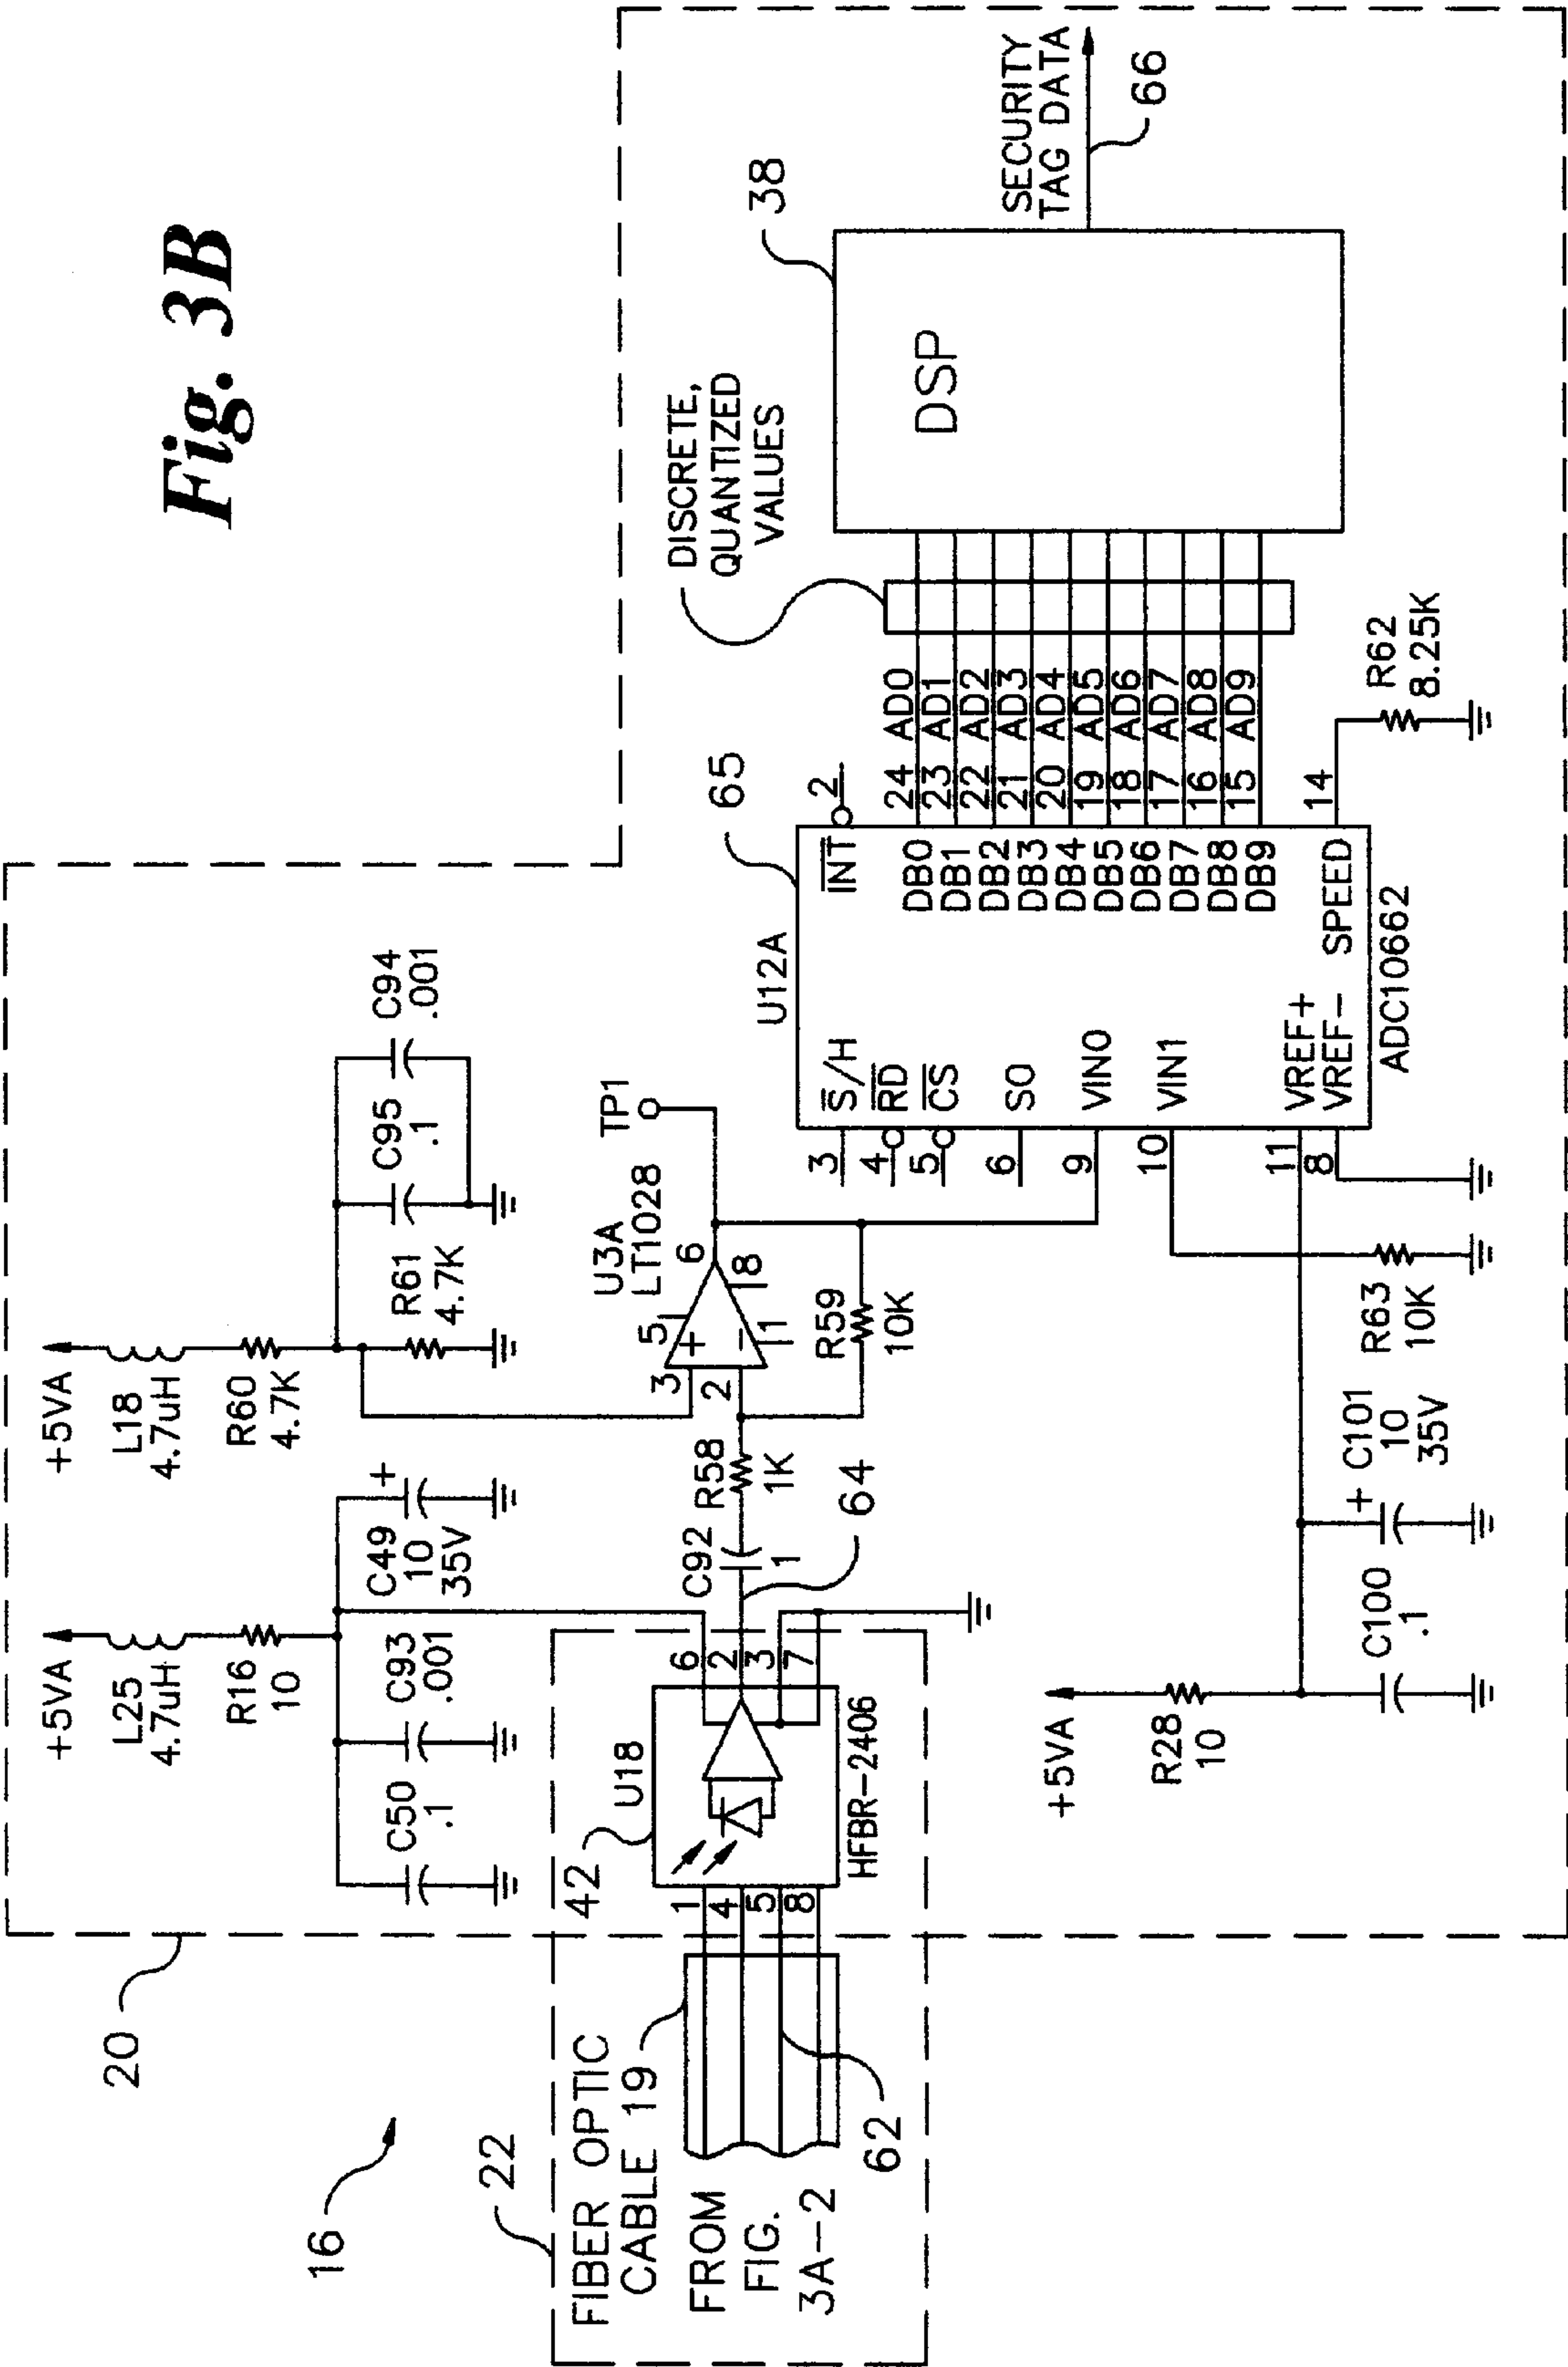 Fig. 3B
16
20
22
FIBER OPTIC
CABLE 19
FROM
FIG.
3A-2
62
42
U18
HFBR-2406
1
4
5
8
6
2
3
7
+5VA
L25
4.7uH
R16
10
C50
.1
C93
.001
C49
10
35V
+
+5VA
L18
4.7uH
R60
4.7K
R61
4.7K
C95
.1
C94
.001
C92
1
64
R58
1K
3
2
+
-
5
1
6
8
U3A
LT1028
TP1
R59
10K
+5VA
R28
10
C100
.1
C101
10
35V
+
R63
10K
U12A
65
3
4
5
6
9
10
11
8
S/H
RD
CS
SO
VIN0
VIN1
VREF+
VREF-
INT
DB0
DB1
DB2
DB3
DB4
DB5
DB6
DB7
DB8
DB9
SPEED
ADC10662
2
24 AD0
23 AD1
22 AD2
21 AD3
20 AD4
19 AD5
18 AD6
17 AD7
16 AD8
15 AD9
14
R62
8.25K
DISCRETE,
QUANTIZED
VALUES
DSP
38
SECURITY
TAG DATA
66